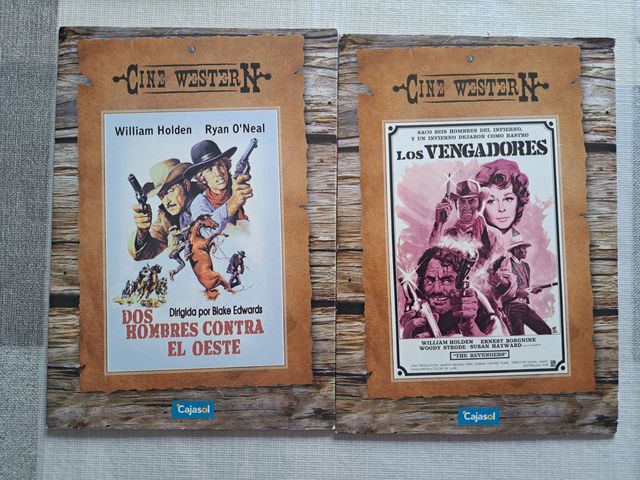 CINE WESTERN
William Holden Ryan O'Neal
Dirigida por Blake Edwards
DOS
HOMBRES CONTRA
EL OESTE
Cajasol
CINE WESTERN
SACO SEIS HOMBRES DEL INFIERNO,
Y UN INFIERNO DEJARON COMO RASTRO
LOS VENGADORES
WILLIAM HOLDEN ERNEST BORGNINE
WOODY STRODE SUSAN HAYWARD
"THE REVENGERS"
Cajasol